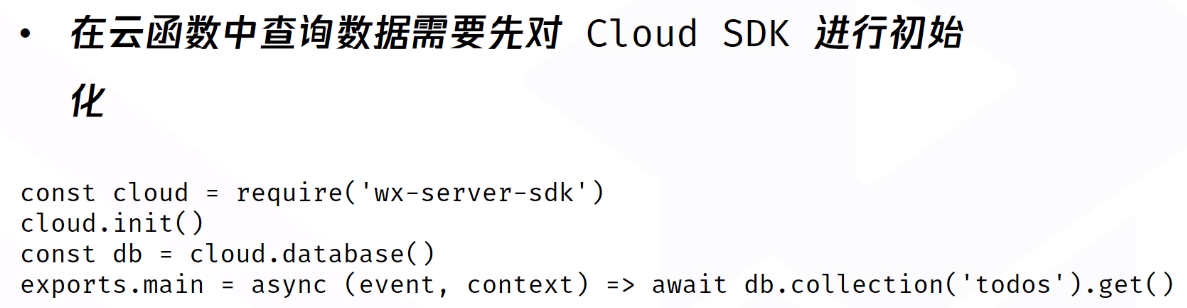 • 在云函数中查询数据需要先对 Cloud SDK 进行初始
化
const cloud = require('wx-server-sdk')
cloud.init()
const db = cloud.database()
exports.main = async (event, context) => await db.collection('todos').get()